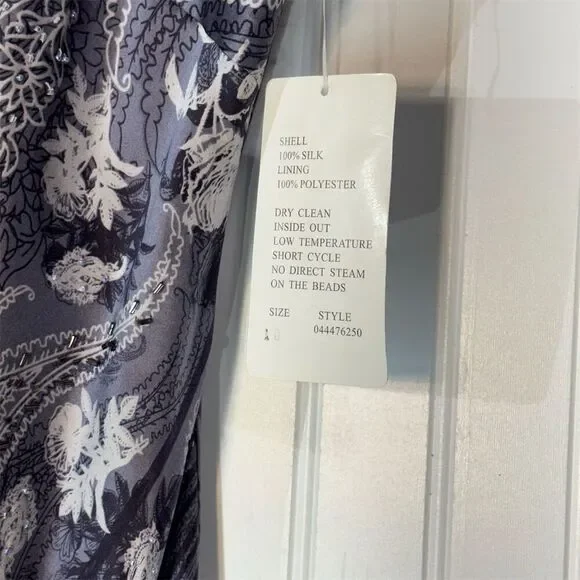 SHELL
100% SILK
LINING
100% POLYESTER
DRY CLEAN
INSIDE OUT
LOW TEMPERATURE
SHORT CYCLE
NO DIRECT STEAM
ON THE BEADS
SIZE STYLE
044476250